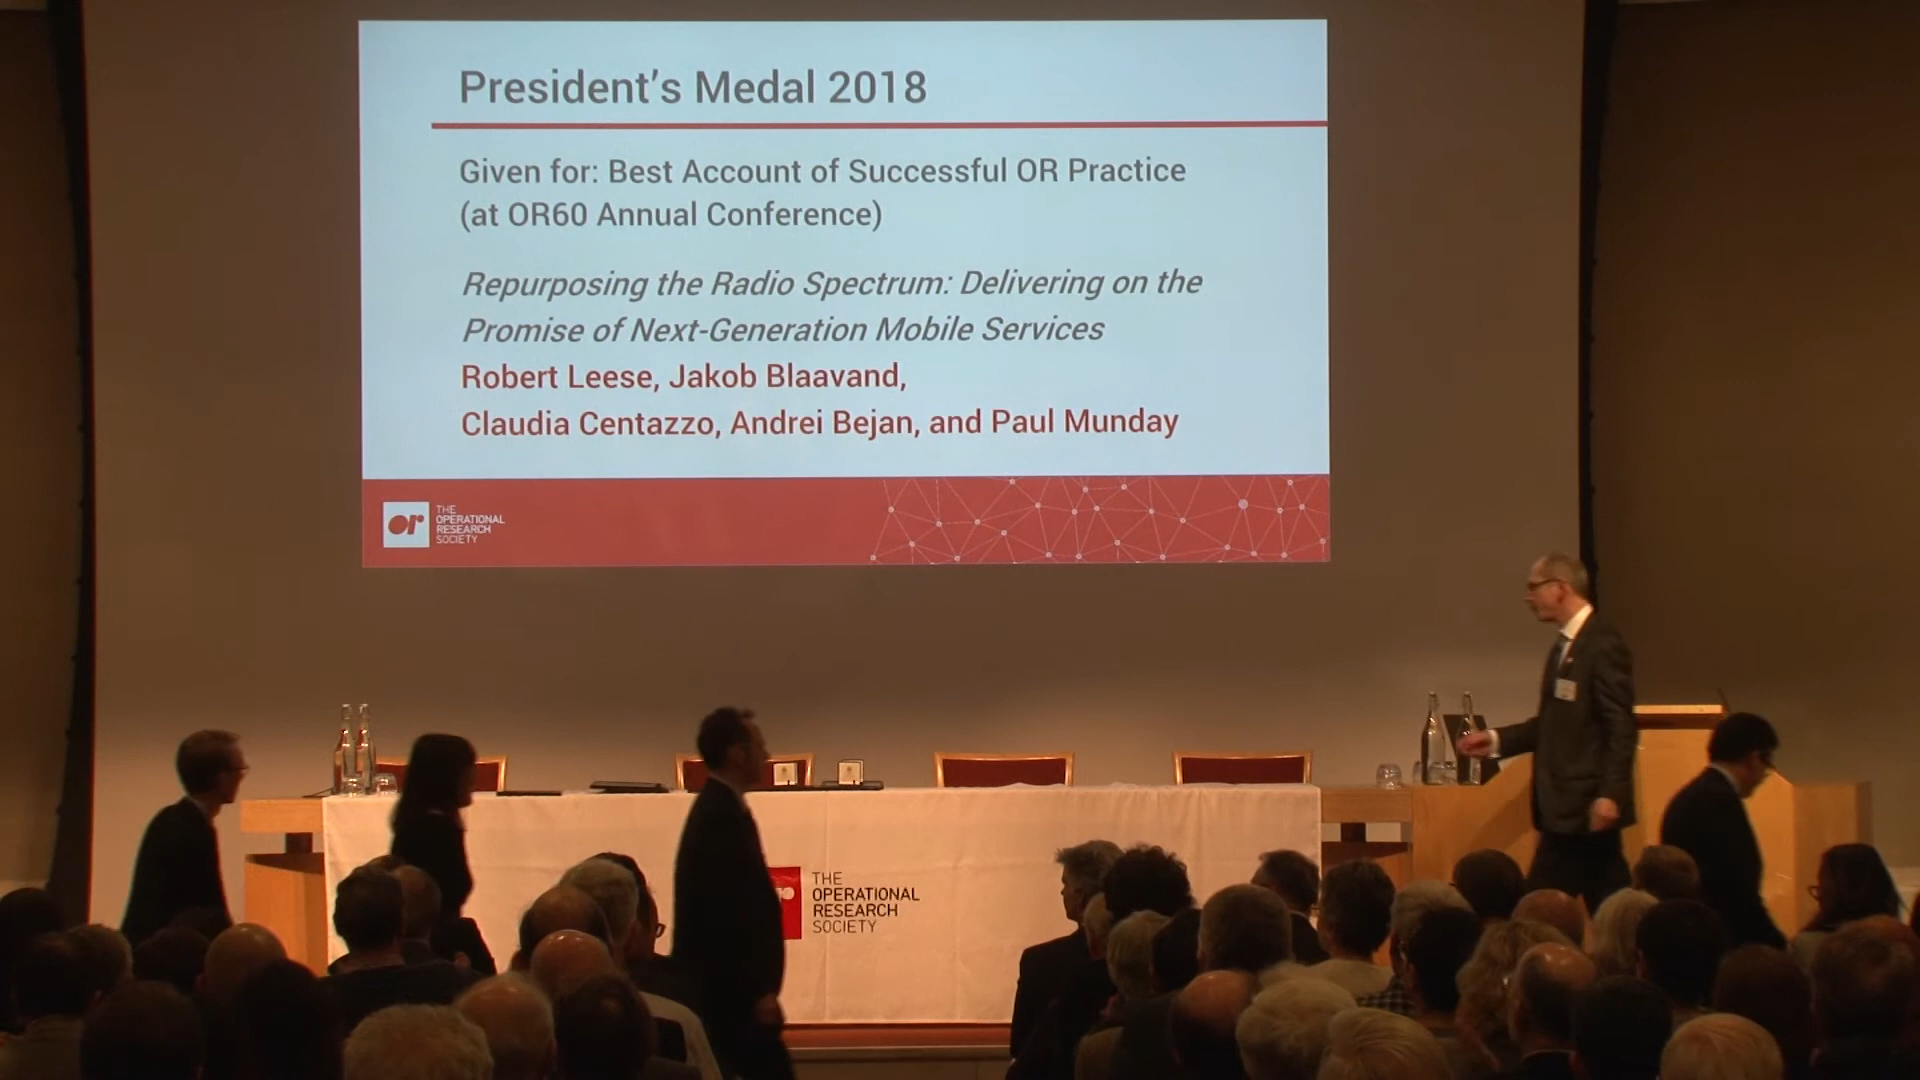 President's Medal 2018
Given for: Best Account of Successful OR Practice
(at OR60 Annual Conference)
Repurposing the Radio Spectrum: Delivering on the
Promise of Next-Generation Mobile Services
Robert Leese, Jakob Blaavand,
Claudia Centazzo, Andrei Bejan, and Paul Munday
or
THE
OPERATIONAL
RESEARCH
SOCIETY
THE
OPERATIONAL
RESEARCH
SOCIETY